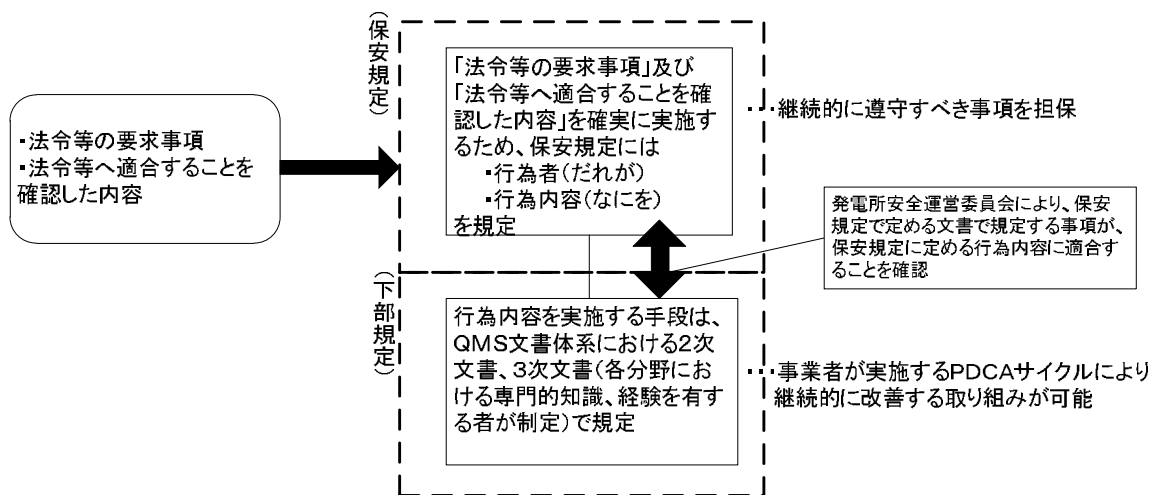 ・法令等の要求事項
・法令等へ適合することを
確認した内容
(保安規定)
「法令等の要求事項」及び
「法令等へ適合することを確
認した内容」を確実に実施す
るため、保安規定には
・行為者(だれが)
・行為内容(なにを)
を規定
・・・継続的に遵守すべき事項を担保
発電所安全運営委員会により、保安
規定で定める文書で規定する事項が、
保安規定に定める行為内容に適合す
ることを確認
(下部規定)
行為内容を実施する手段は、
QMS文書体系における2次
文書、3次文書(各分野にお
ける専門的知識、経験を有す
る者が制定)で規定
・・・事業者が実施するPDCAサイクルにより
継続的に改善する取り組みが可能